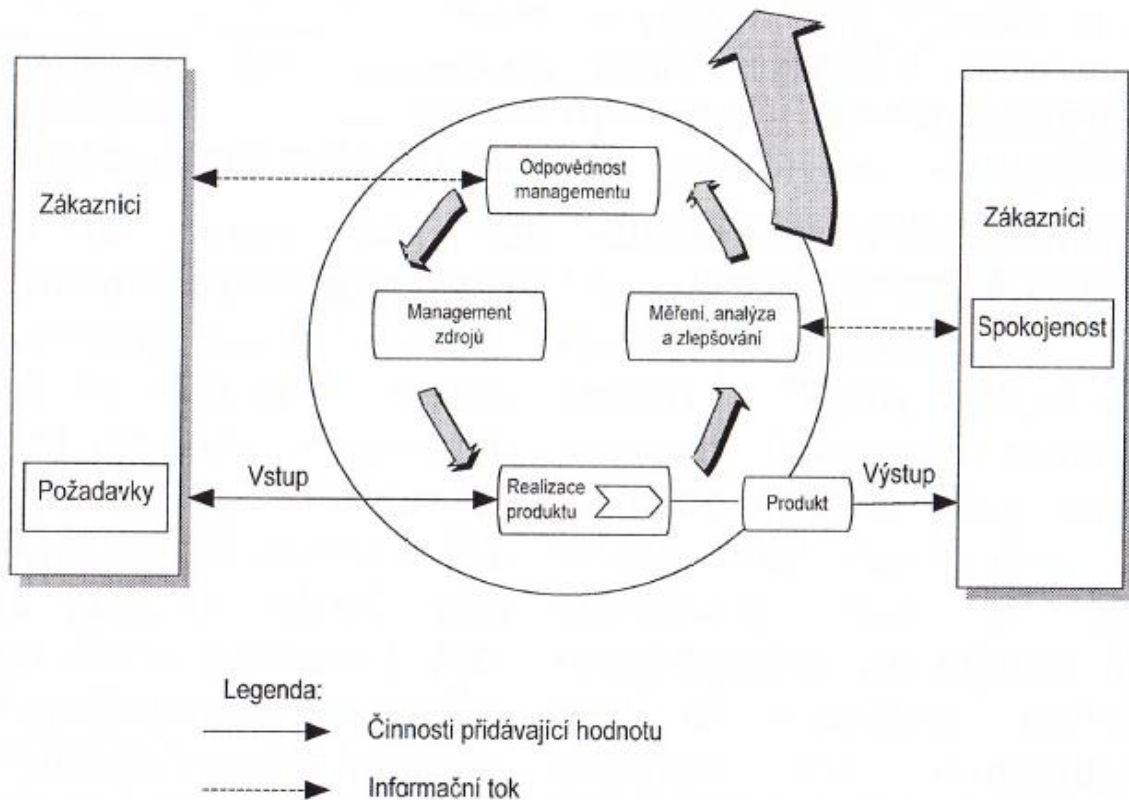 Odpovědnost
managementu
Zákazníci
Zákazníci
Management
zdrojů
Měření, analýza
a zlepšování
Spokojenost
Požadavky
Vstup
Realizace
produktu
Produkt
Výstup
Legenda:
Činnosti přidávající hodnotu
Informační tok